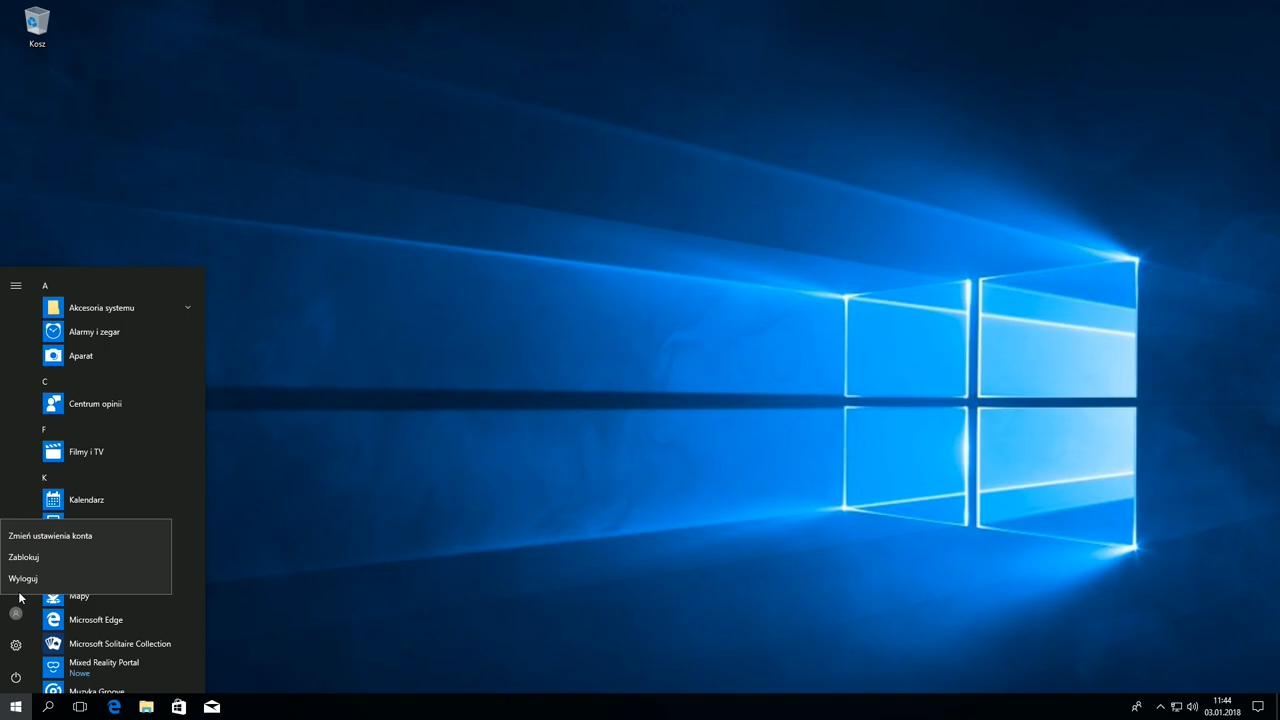 Kosz
A
Akcesoria systemu
Alarmy i zegar
Aparat
C
Centrum opinii
F
Filmy i TV
K
Kalendarz
Zmień ustawienia konta
Zablokuj
Wyloguj
Mapy
Microsoft Edge
Microsoft Solitaire Collection
Mixed Reality Portal
Nowe
Muzyka Groove
11:44
03.01.2018